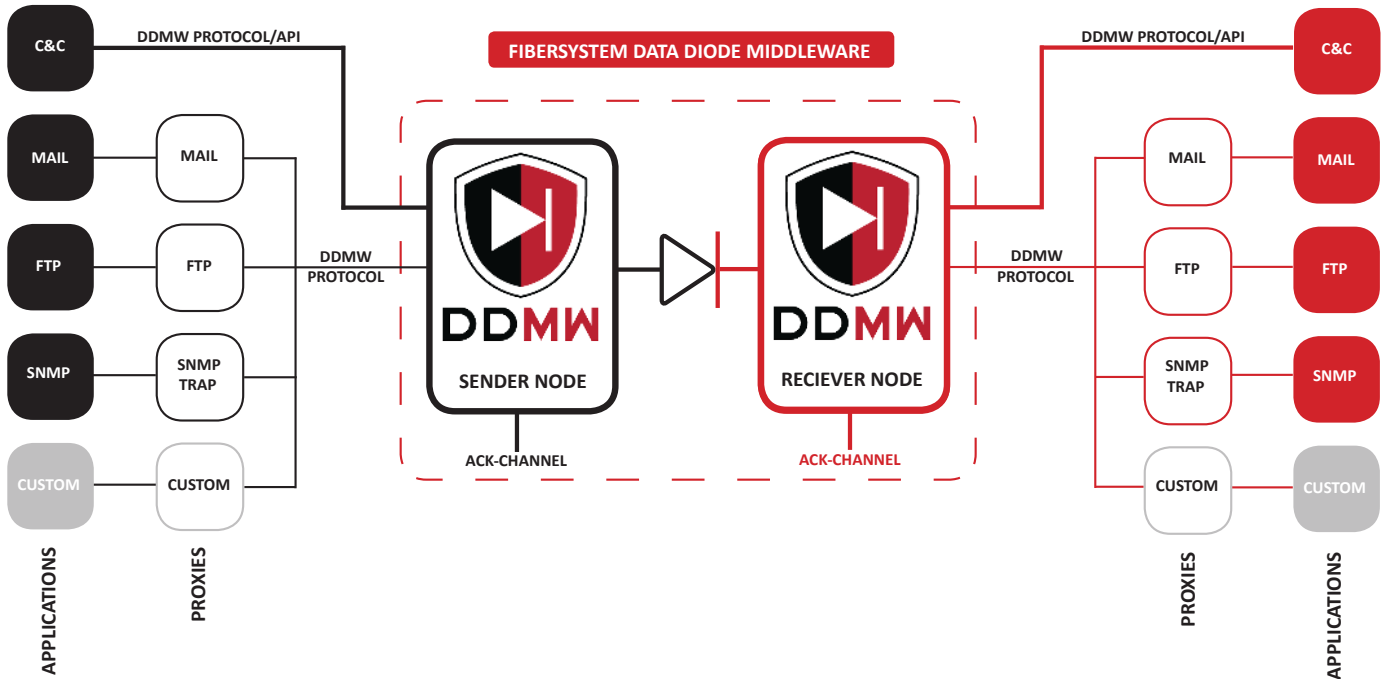 C&C
DDMW PROTOCOL/API
FIBERSYSTEM DATA DIODE MIDDLEWARE
DDMW PROTOCOL/API
C&C
MAIL
MAIL
MAIL
MAIL
FTP
FTP
DDMW
PROTOCOL
DDMW
PROTOCOL
FTP
FTP
DDMW
SENDER NODE
DDMW
RECIEVER NODE
SNMP
SNMP
TRAP
SNMP
TRAP
SNMP
ACK-CHANNEL
ACK-CHANNEL
CUSTOM
CUSTOM
CUSTOM
CUSTOM
APPLICATIONS
PROXIES
PROXIES
APPLICATIONS